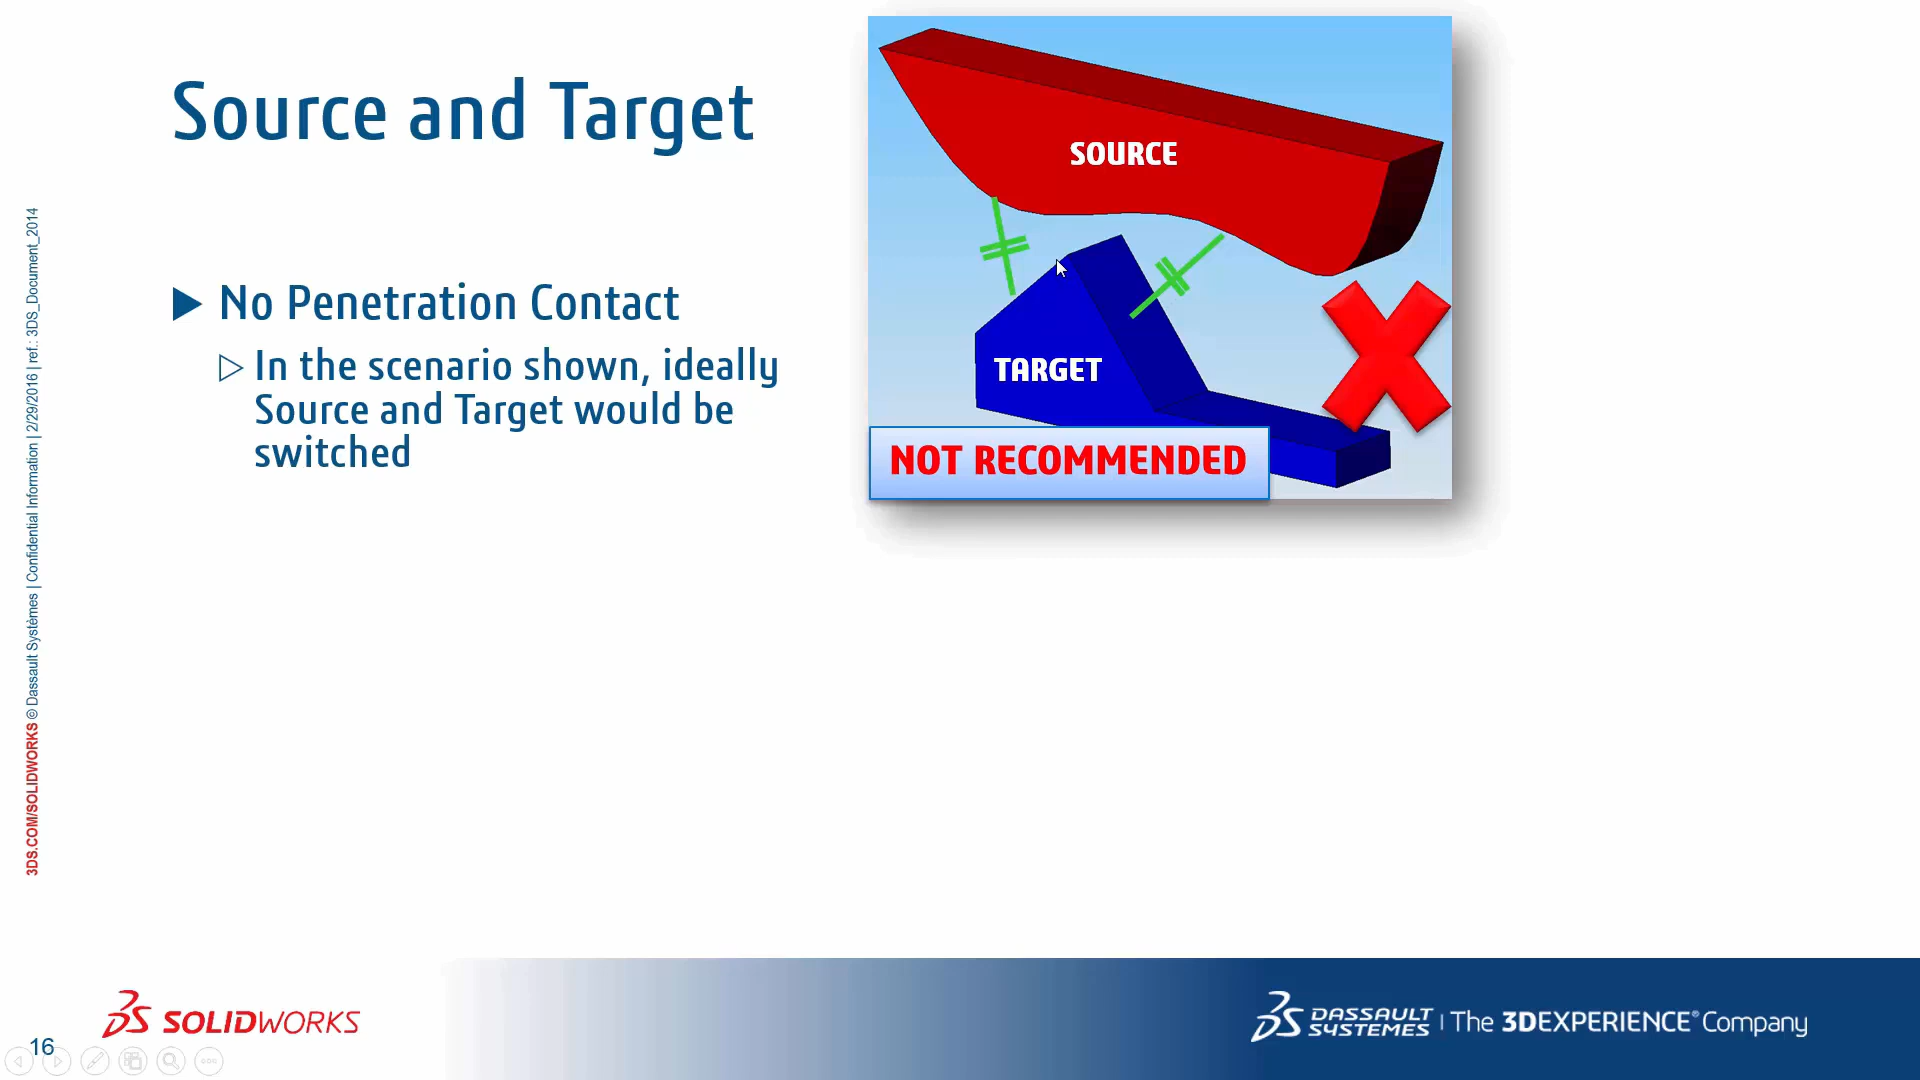 Source and Target
SOURCE
TARGET
NOT RECOMMENDED
No Penetration Contact
In the scenario shown, ideally
Source and Target would be
switched
3DS.COM/SOLIDWORKS © Dassault Systèmes | Confidential Information | 2/29/2016 | ref.: 3DS_Document_2014
16
SOLIDWORKS
DASSAULT
SYSTEMES | The 3DEXPERIENCE® Company